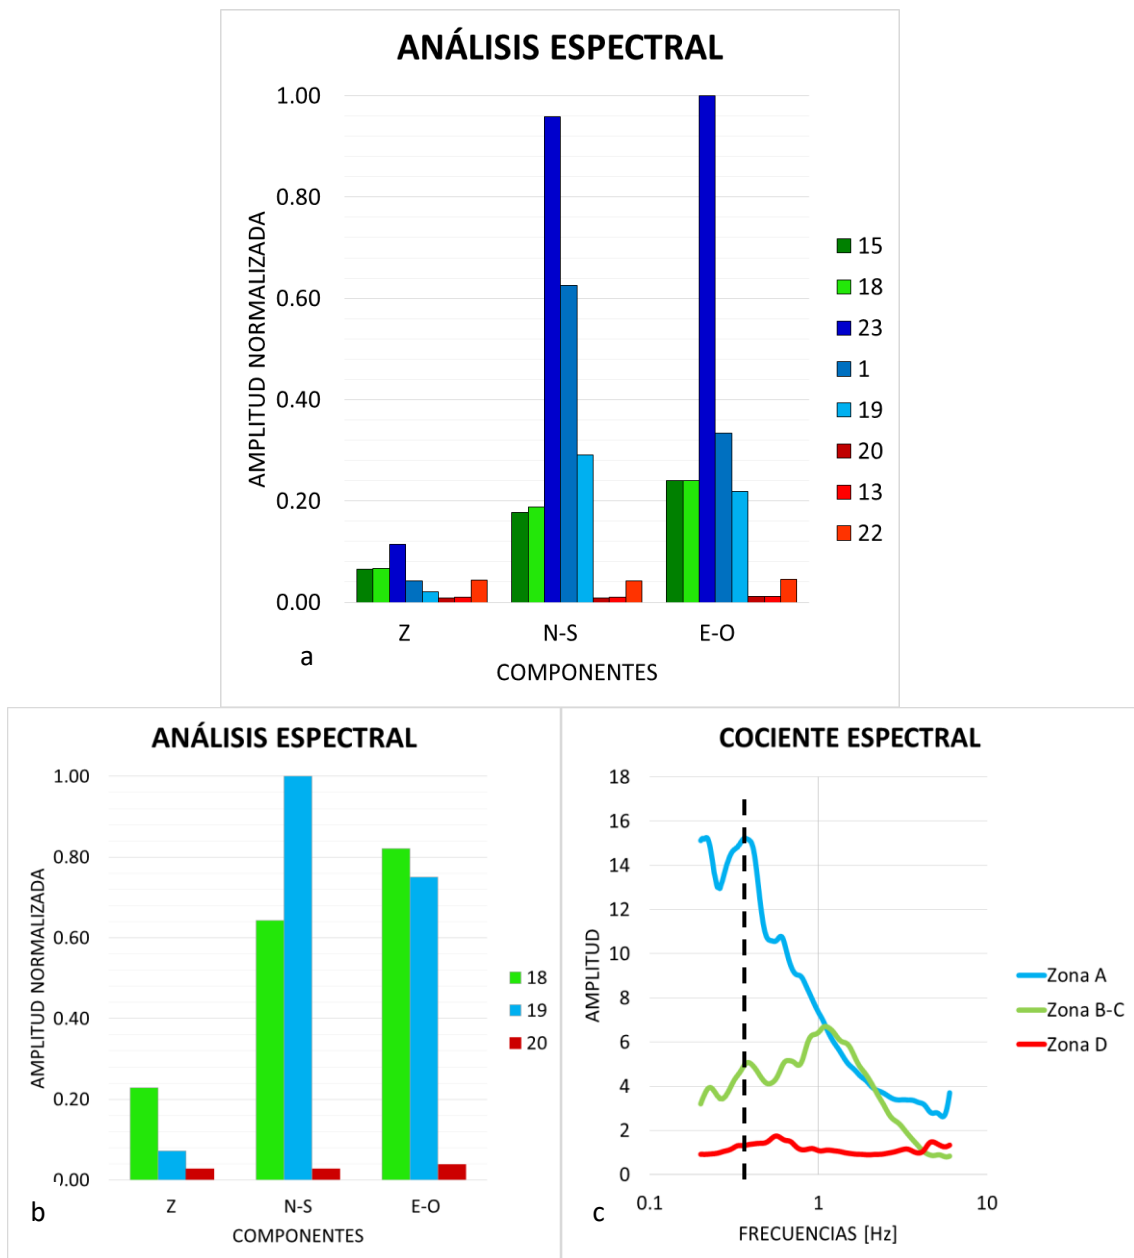 ANÁLISIS ESPECTRAL
1.00
0.80
0.60
0.40
0.20
0.00
AMPLITUD NORMALIZADA
Z
N-S
E-O
COMPONENTES
15
18
23
1
19
20
13
22
a
ANÁLISIS ESPECTRAL
1.00
0.80
0.60
0.40
0.20
0.00
AMPLITUD NORMALIZADA
Z
N-S
E-O
COMPONENTES
18
19
20
b
COCIENTE ESPECTRAL
18
16
14
12
10
8
6
4
2
0
AMPLITUD
0.1
1
10
FRECUENCIAS [Hz]
Zona A
Zona B-C
Zona D
c